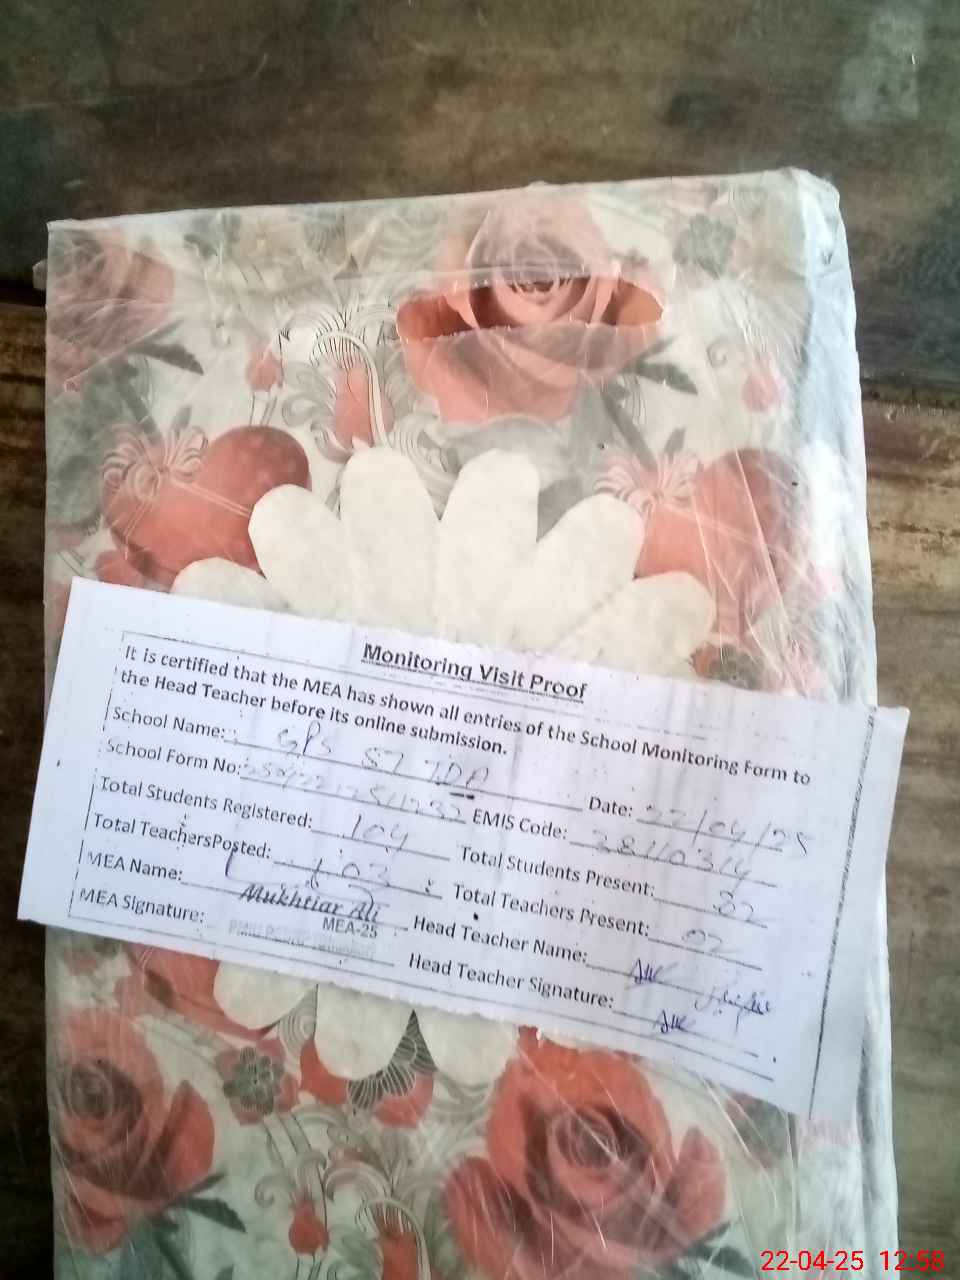 Monitoring Visit Proof
It is certified that the MEA has shown all entries of the School Monitoring Form to
the Head Teacher before its online submission.
School Name: GPS 57 TDA Date: 22/04/25
School Form No: EMIS Code: 38110314
Total Students Registered: 104 Total Students Present: 82
Total TeachersPosted: 03 Total Teachers Present: 02
MEA Name: Mukhtiar Ali Head Teacher Name:
MEA-25
MEA Signature: Head Teacher Signature:
22-04-25 12:58